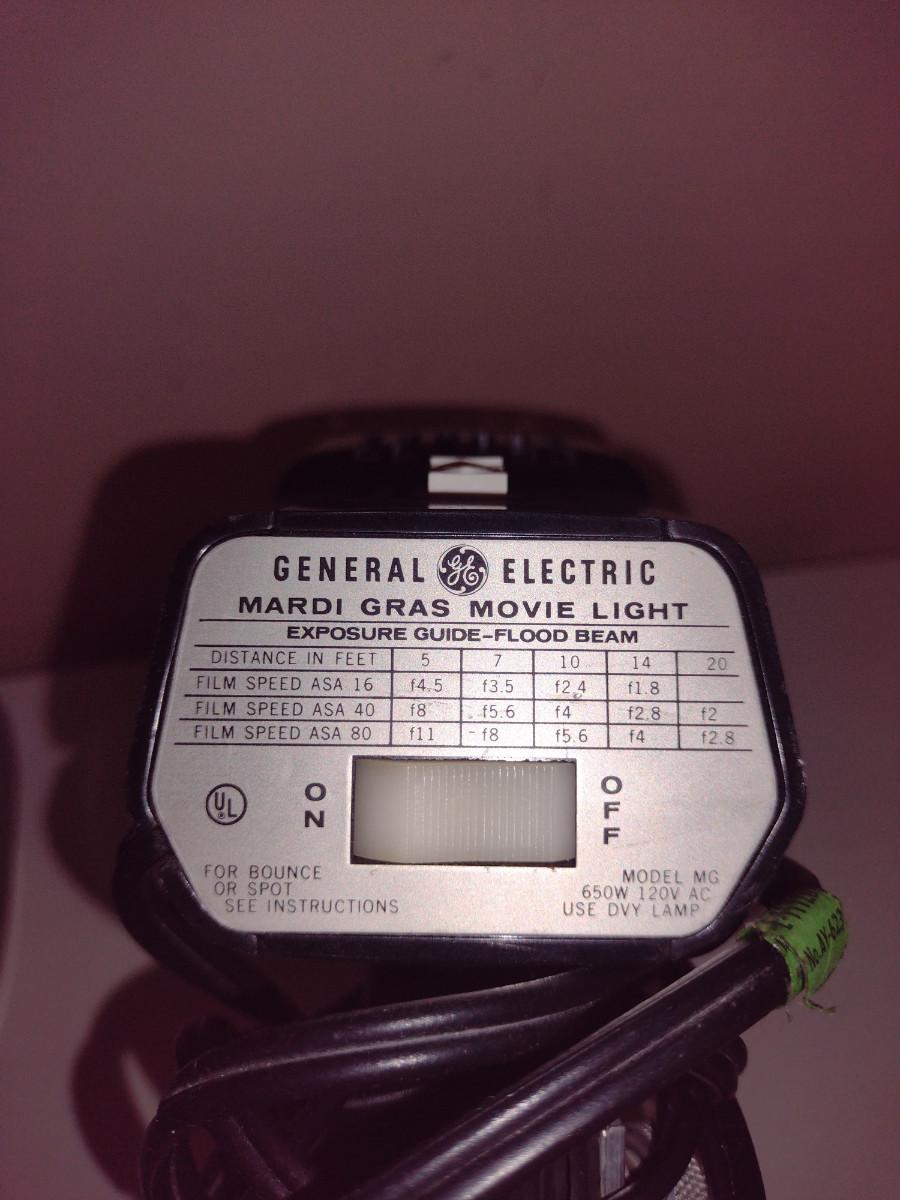 GENERAL GE ELECTRIC
MARDI GRAS MOVIE LIGHT
EXPOSURE GUIDE-FLOOD BEAM
DISTANCE IN FEET 5 7 10 14 20
FILM SPEED ASA 16 f4.5 f3.5 f2.4 f1.8
FILM SPEED ASA 40 f8 f5.6 f4 f2.8 f2
FILM SPEED ASA 80 f11 f8 f5.6 f4 f2.8
UL
ON
OFF
FOR BOUNCE
OR SPOT
SEE INSTRUCTIONS
MODEL MG
650W 120V AC
USE DVY LAMP